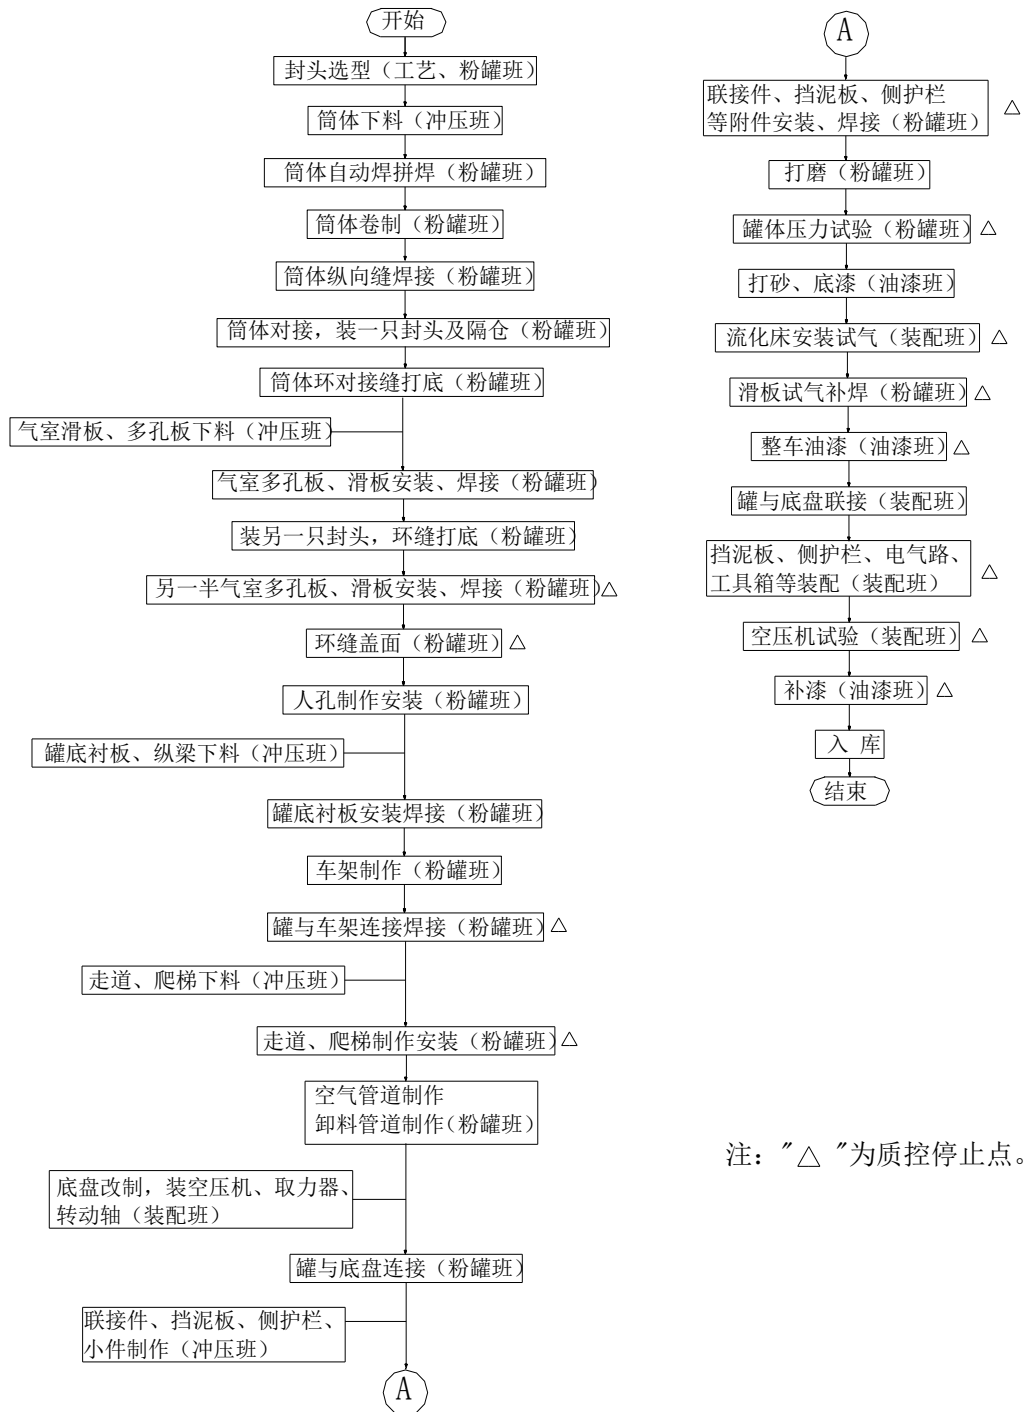 开始
封头选型（工艺、粉罐班）
筒体下料（冲压班）
筒体自动焊拼焊（粉罐班）
筒体卷制（粉罐班）
筒体纵向缝焊接（粉罐班）
筒体对接，装一只封头及隔仓（粉罐班）
筒体环对接缝打底（粉罐班）
气室滑板、多孔板下料（冲压班）
气室多孔板、滑板安装、焊接（粉罐班）
装另一只封头，环缝打底（粉罐班）
另一半气室多孔板、滑板安装、焊接（粉罐班）△
环缝盖面（粉罐班）△
人孔制作安装（粉罐班）
罐底衬板、纵梁下料（冲压班）
罐底衬板安装焊接（粉罐班）
车架制作（粉罐班）
罐与车架连接焊接（粉罐班）△
走道、爬梯下料（冲压班）
走道、爬梯制作安装（粉罐班）△
空气管道制作
卸料管道制作（粉罐班）
底盘改制，装空压机、取力器、
转动轴（装配班）
罐与底盘连接（粉罐班）
联接件、挡泥板、侧护栏、
小件制作（冲压班）
A
A
联接件、挡泥板、侧护栏
等附件安装、焊接（粉罐班）△
打磨（粉罐班）
罐体压力试验（粉罐班）△
打砂、底漆（油漆班）
流化床安装试气（装配班）△
滑板试气补焊（粉罐班）△
整车油漆（油漆班）△
罐与底盘联接（装配班）
挡泥板、侧护栏、电气路、
工具箱等装配（装配班）△
空压机试验（装配班）△
补漆（油漆班）△
入 库
结束
注："△ "为质控停止点。